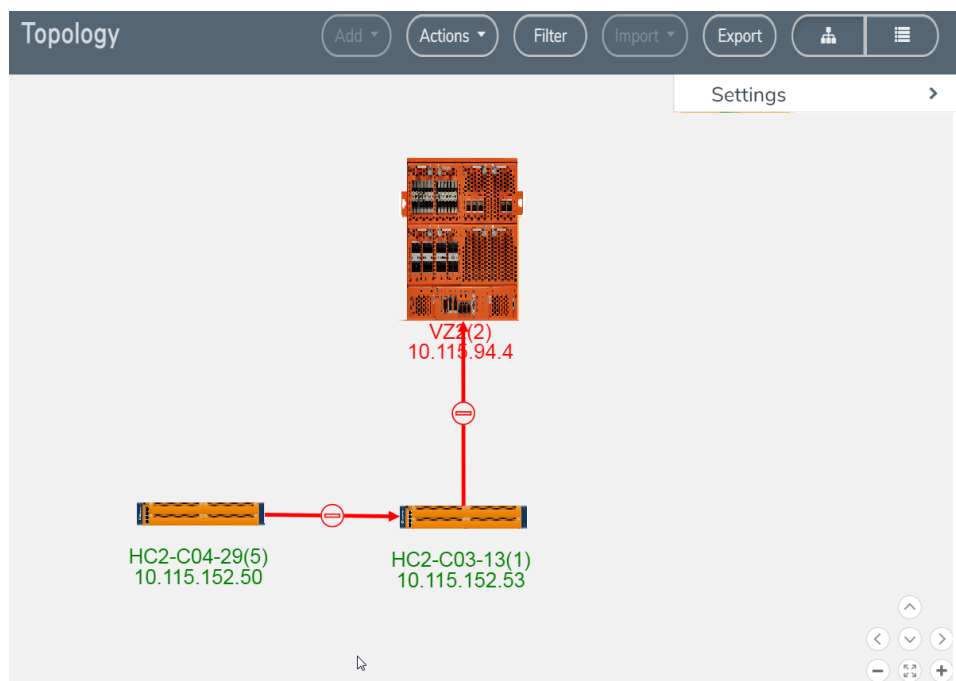 Topology
Add
Actions
Filter
Import
Export
Settings
VZ2(2)
10.115.94.4
HC2-C04-29(5)
10.115.152.50
HC2-C03-13(1)
10.115.152.53